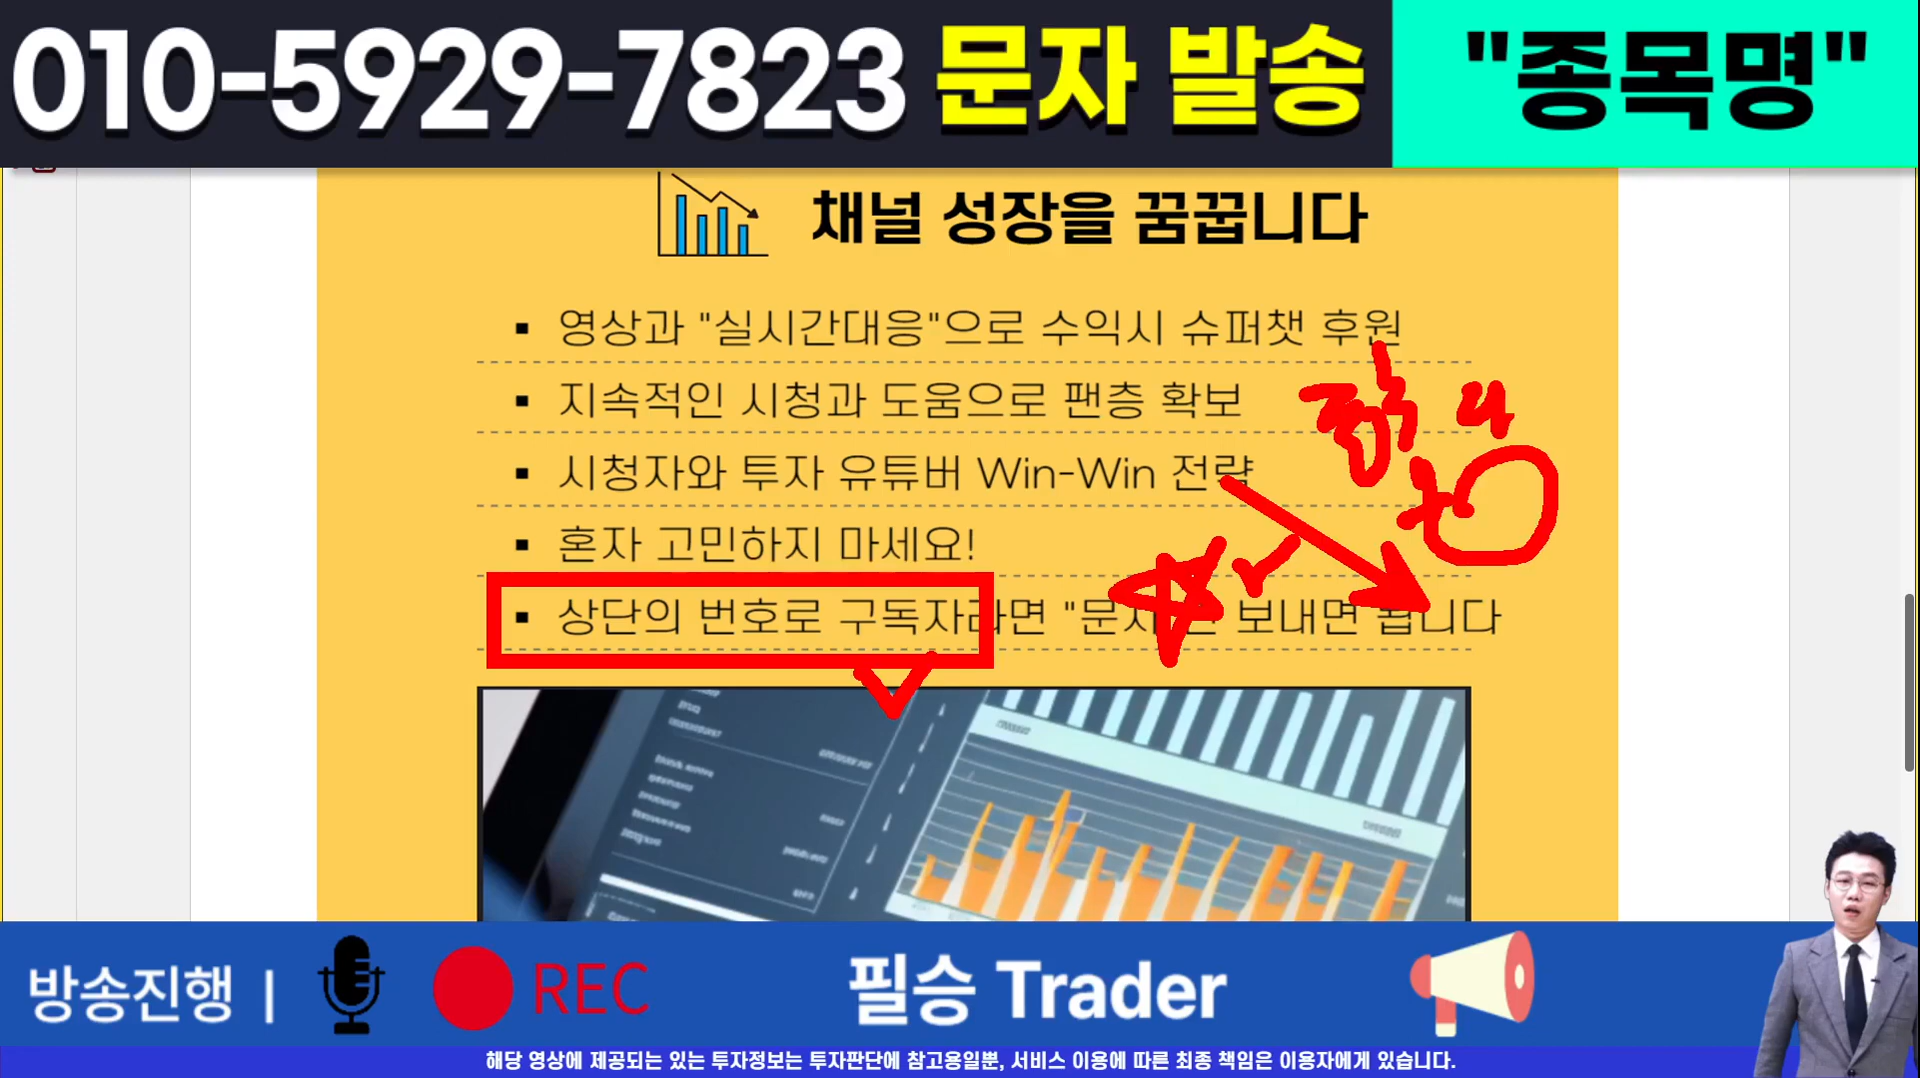 010-5929-7823 문자 발송 "종목명"
채널 성장을 꿈꿉니다
▪ 영상과 "실시간대응"으로 수익시 슈퍼챗 후원
▪ 지속적인 시청과 도움으로 팬층 확보
▪ 시청자와 투자 유튜버 Win-Win 전략
▪ 혼자 고민하지 마세요!
▪ 상단의 번호로 구독자라면 "문자" 보내면 됩니다
방송진행 | REC 필승 Trader
해당 영상에 제공되는 있는 투자정보는 투자판단에 참고용일뿐, 서비스 이용에 따른 최종 책임은 이용자에게 있습니다.